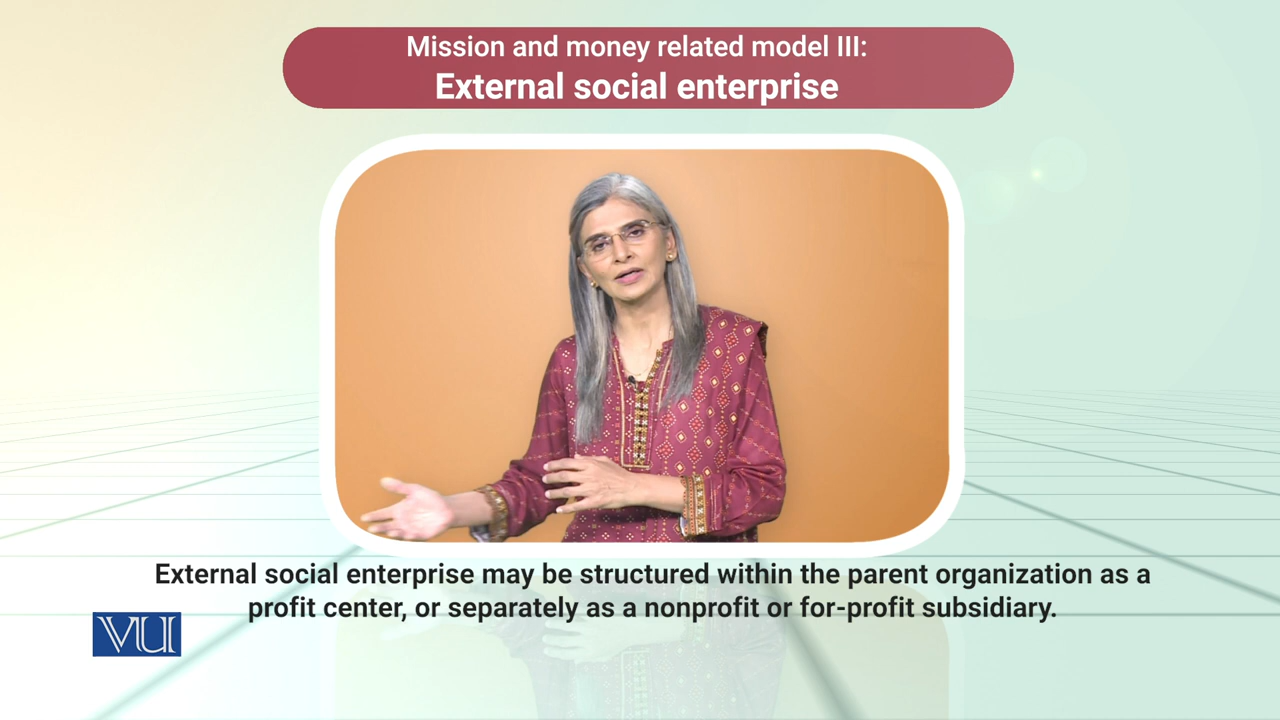 Mission and money related model III:
External social enterprise
External social enterprise may be structured within the parent organization as a
profit center, or separately as a nonprofit or for-profit subsidiary.
VU